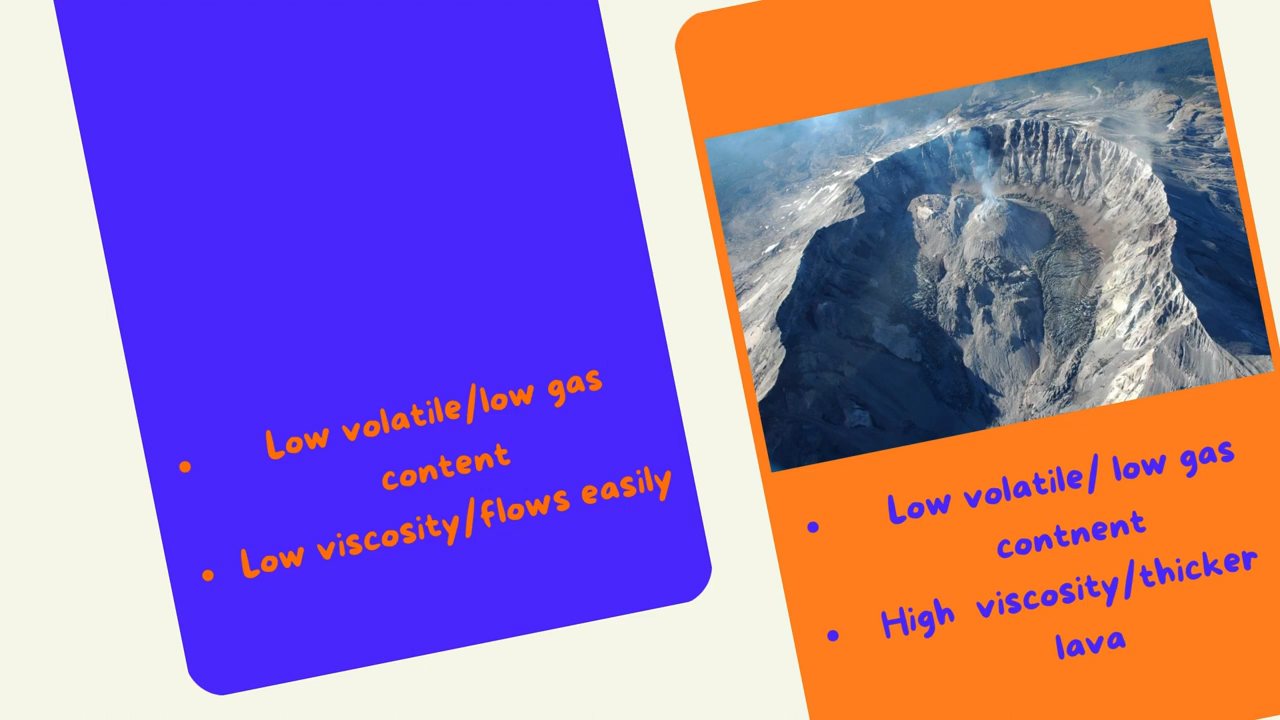 • Low volatile/low gas
content
• Low viscosity/flows easily
• Low volatile/ low gas
contnent
• High viscosity/thicker
lava